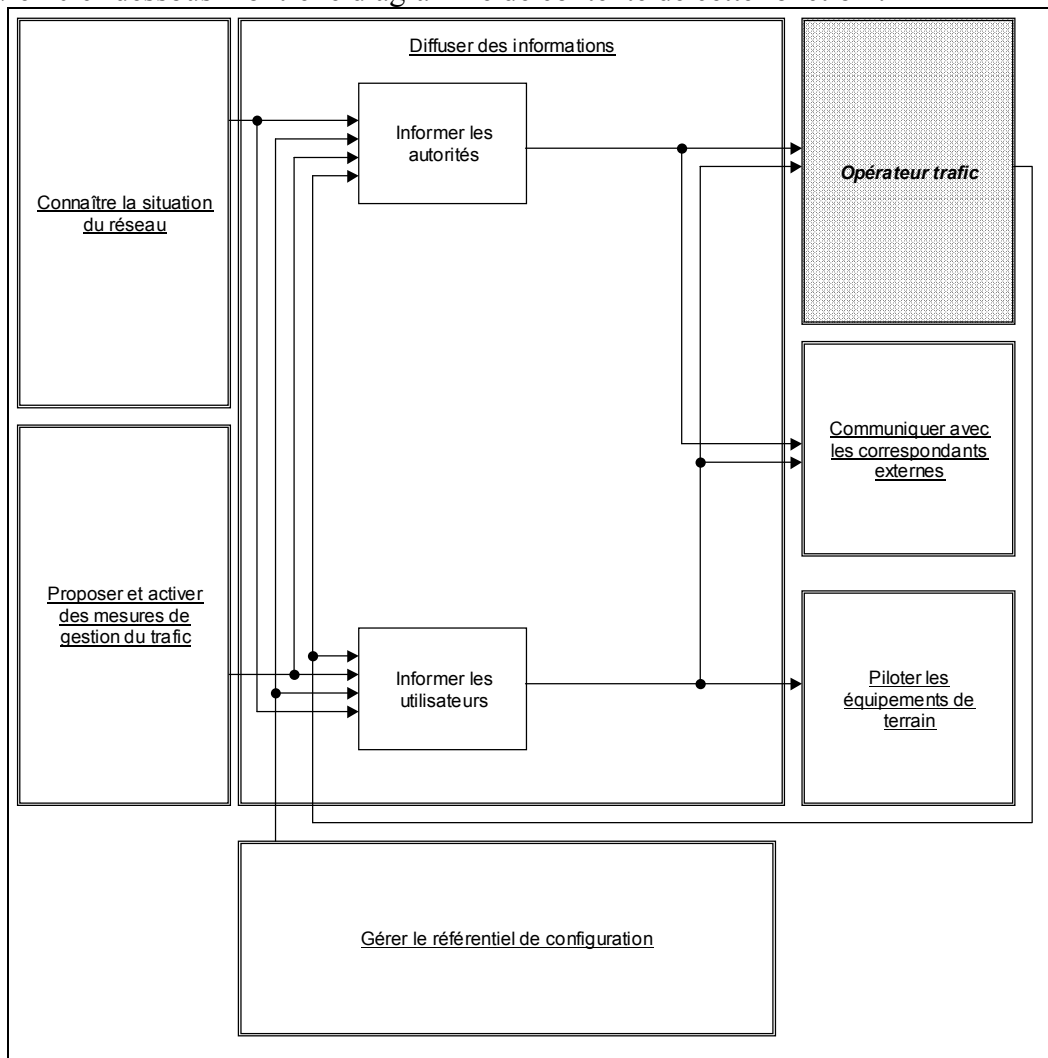 Diffuser des informations
Informer les
autorités
Opérateur trafic
Connaître la situation
du réseau
Communiquer avec
les correspondants
externes
Proposer et activer
des mesures de
gestion du trafic
Informer les
utilisateurs
Piloter les
équipements de
terrain
Gérer le référentiel de configuration